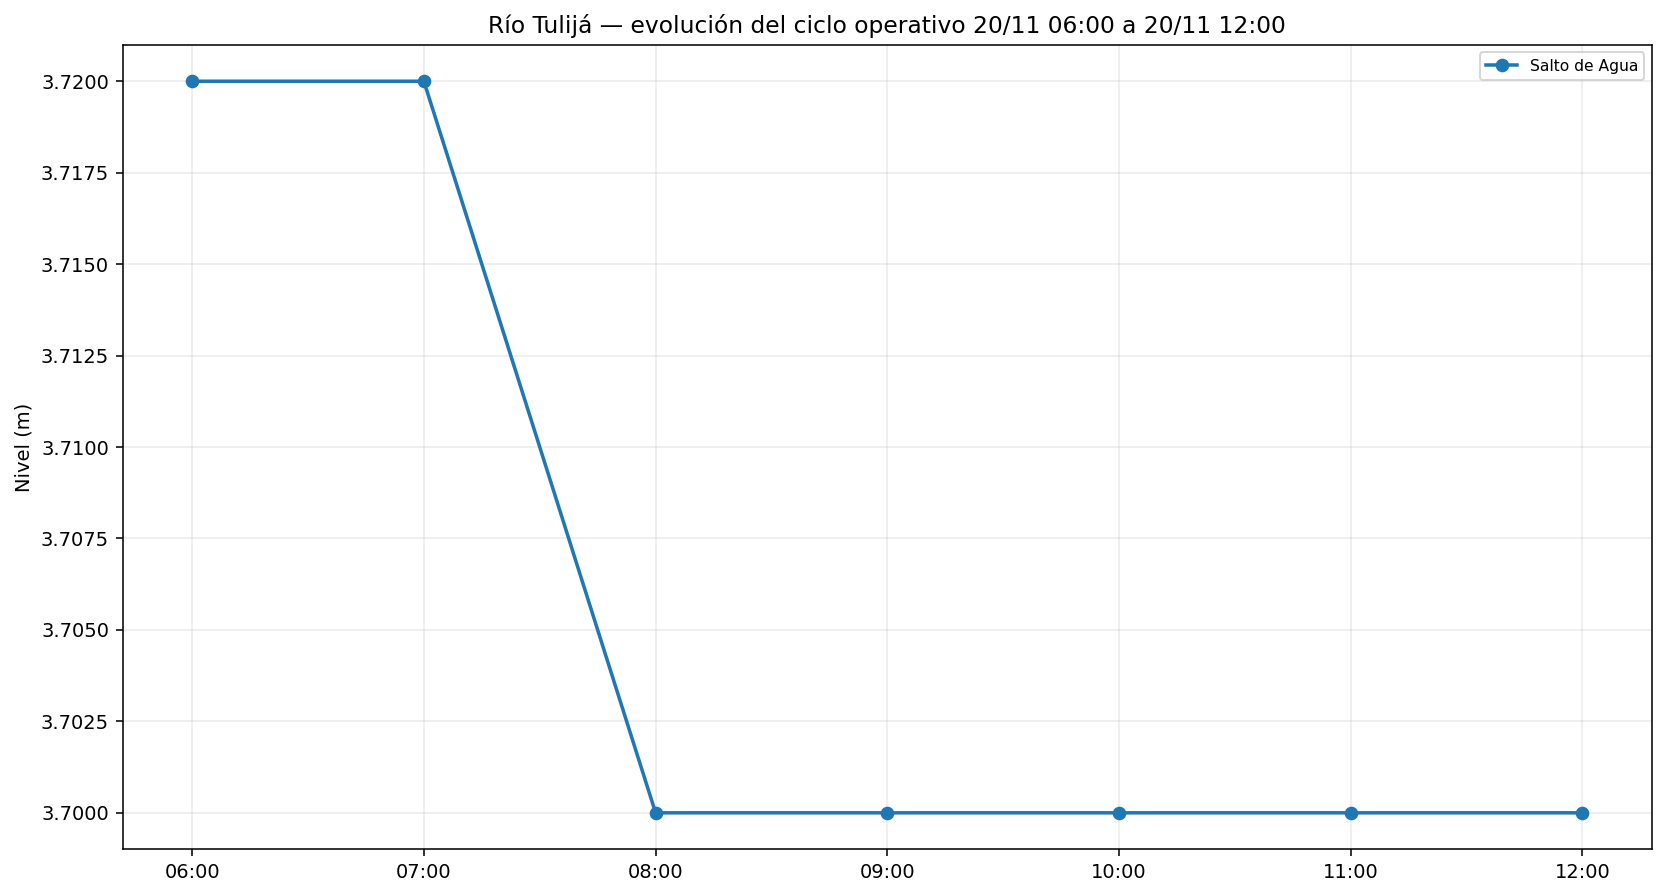 Río Tulijá — evolución del ciclo operativo 20/11 06:00 a 20/11 12:00
Salto de Agua
Nivel (m)
3.7200
3.7175
3.7150
3.7125
3.7100
3.7075
3.7050
3.7025
3.7000
06:00 07:00 08:00 09:00 10:00 11:00 12:00